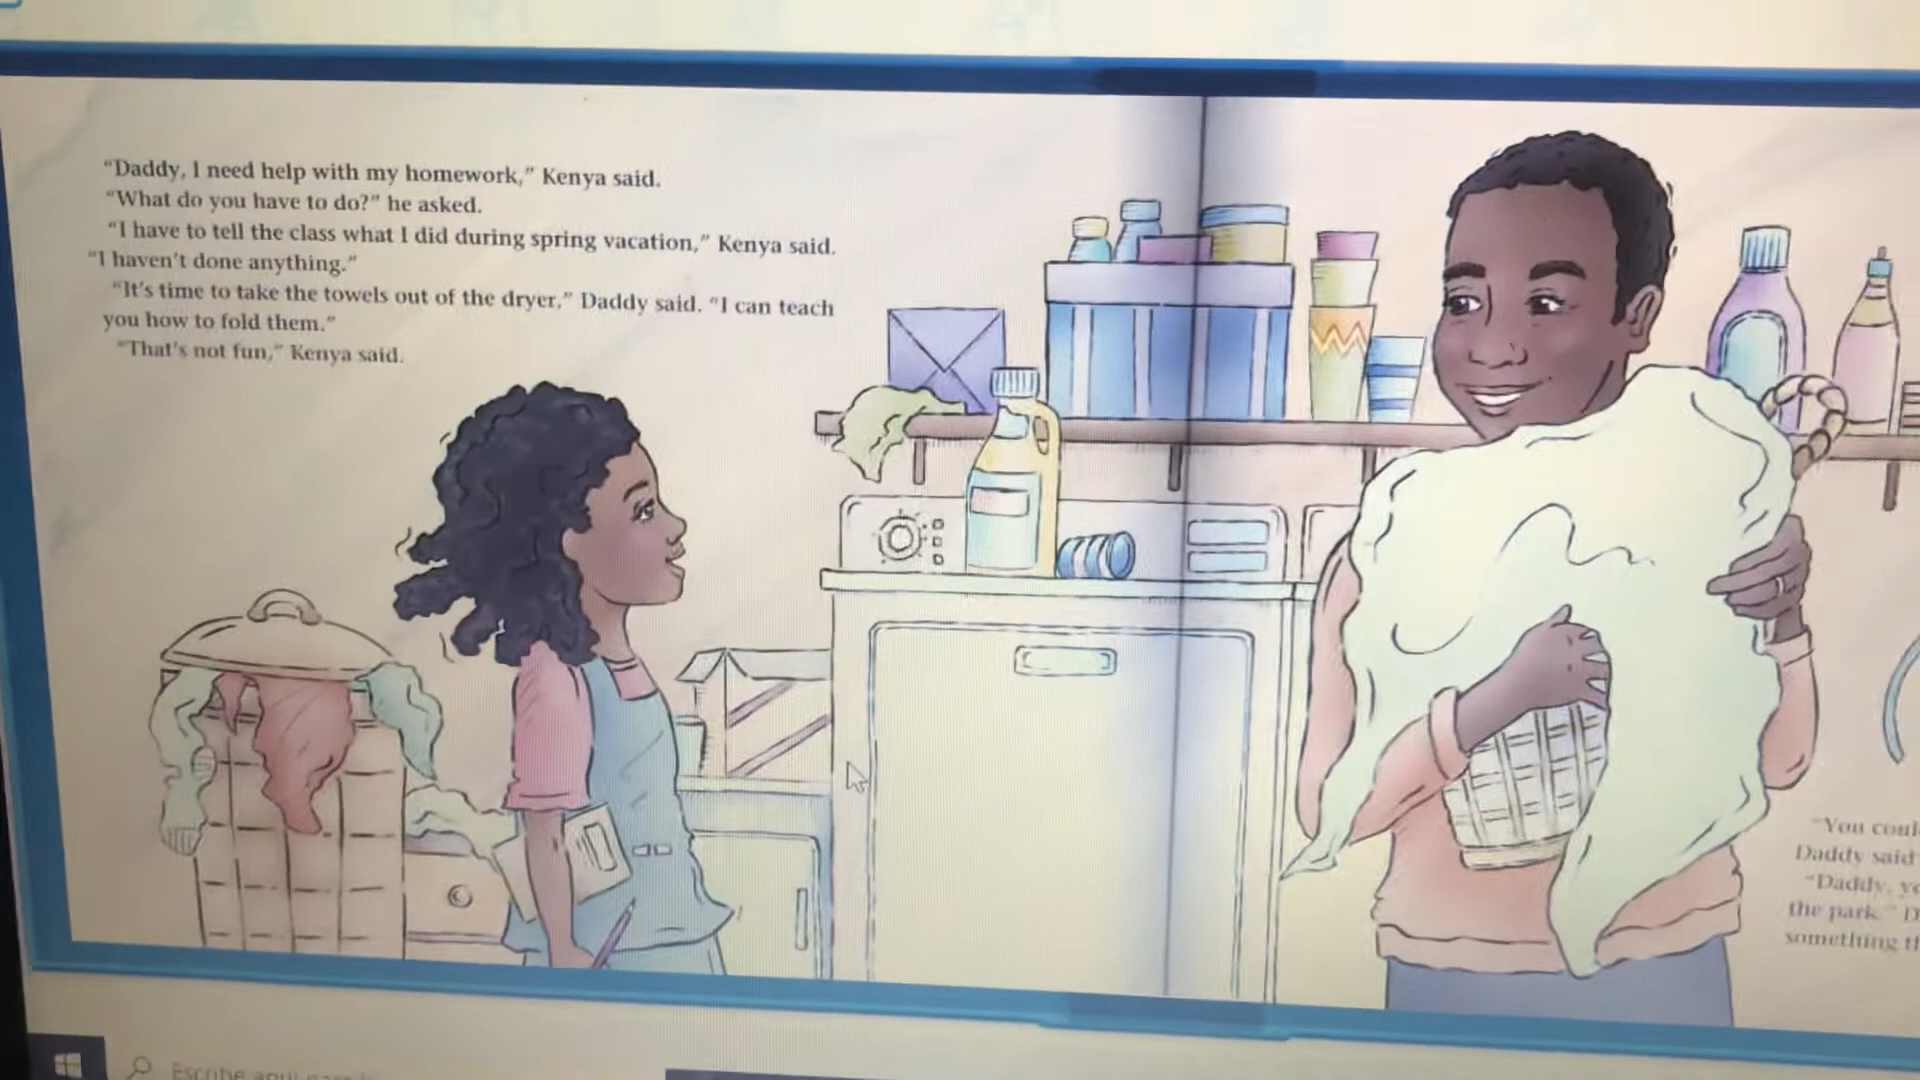 “Daddy, I need help with my homework,” Kenya said.
“What do you have to do?” he asked.
“I have to tell the class what I did during spring vacation,” Kenya said.
“I haven't done anything.”
“It's time to take the towels out of the dryer,” Daddy said. “I can teach
you how to fold them.”
“That's not fun,” Kenya said.
“You
Daddy said
“Daddy,
the park.”
something
Escribe aquí para